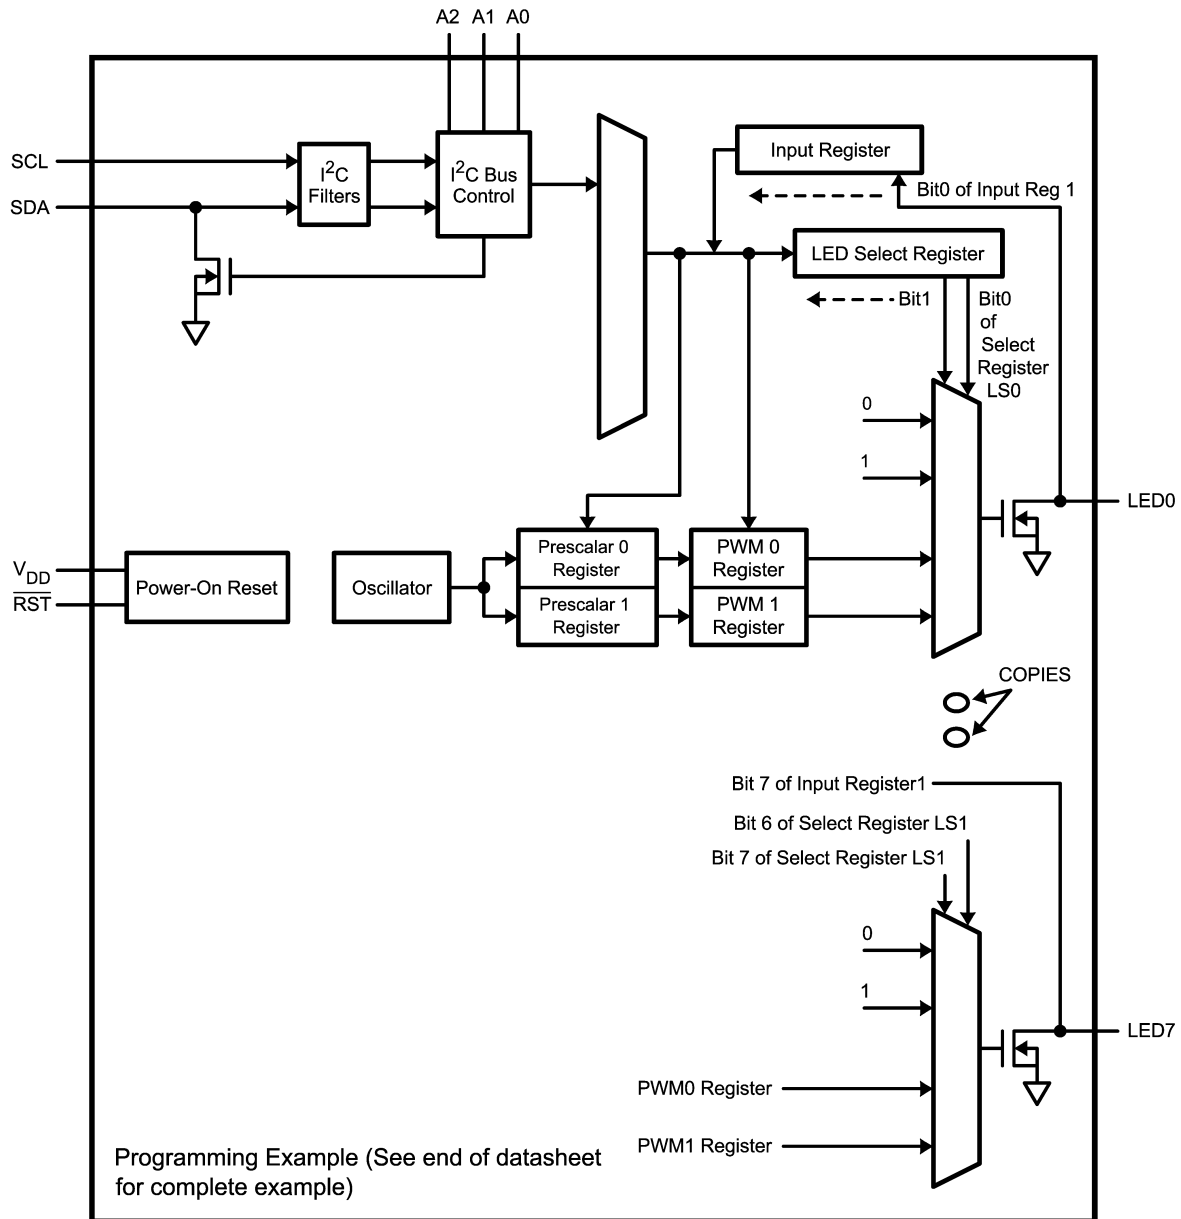 A2 A1 A0
SCL
SDA
I2C
Filters
I2C Bus
Control
Input Register
Bit0 of Input Reg 1
LED Select Register
Bit1
Bit0
of
Select
Register
LS0
0
1
LED0
VDD
RST
Power-On Reset
Oscillator
Prescalar 0
Register
Prescalar 1
Register
PWM 0
Register
PWM 1
Register
COPIES
Bit 7 of Input Register1
Bit 6 of Select Register LS1
Bit 7 of Select Register LS1
0
1
LED7
PWM0 Register
PWM1 Register
Programming Example (See end of datasheet
for complete example)